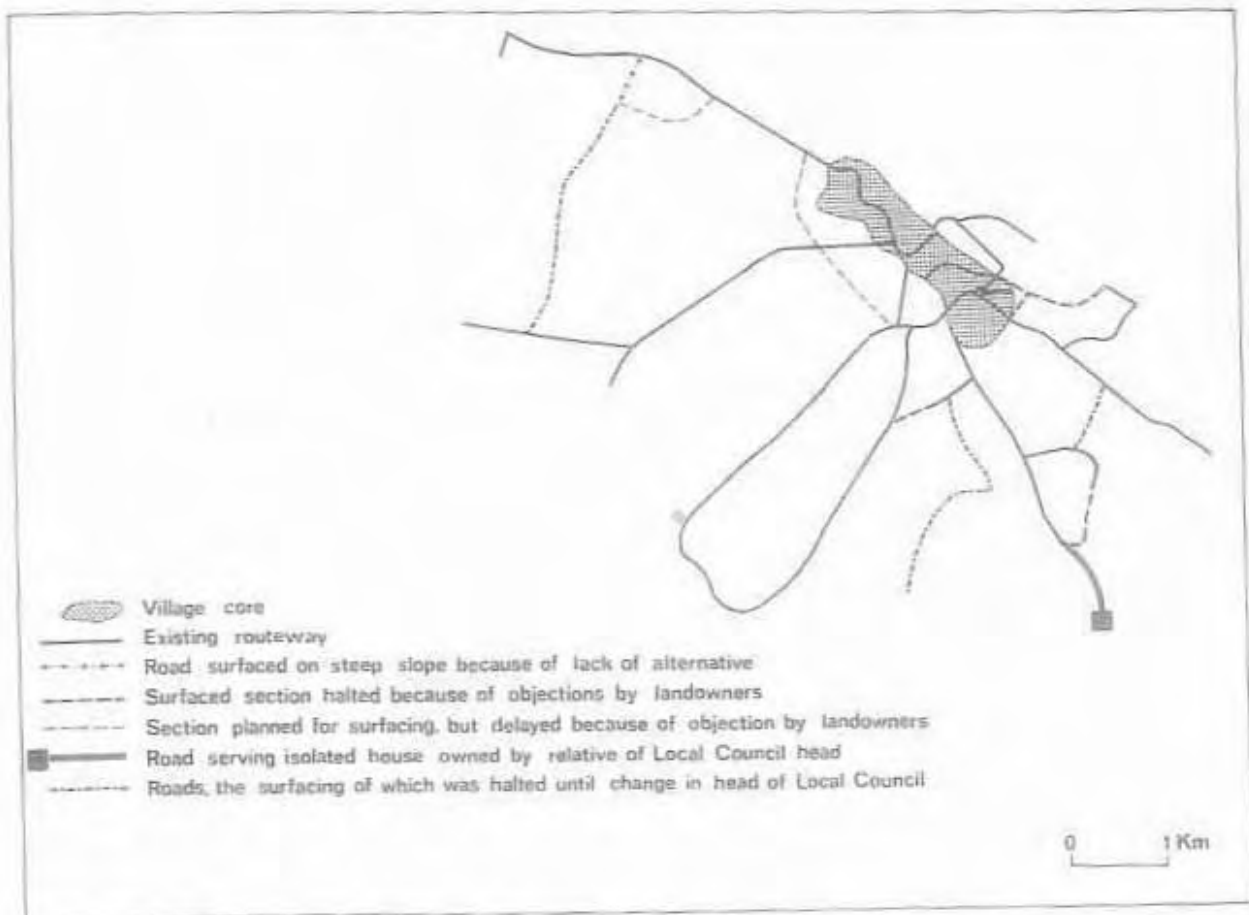 Village core
Existing routeway
Road surfaced on steep slope because of lack of alternative
Surfaced section halted because of objections by landowners
Section planned for surfacing, but delayed because of objection by landowners
Road serving isolated house owned by relative of Local Council head
Roads, the surfacing of which was halted until change in head of Local Council
0 1 Km